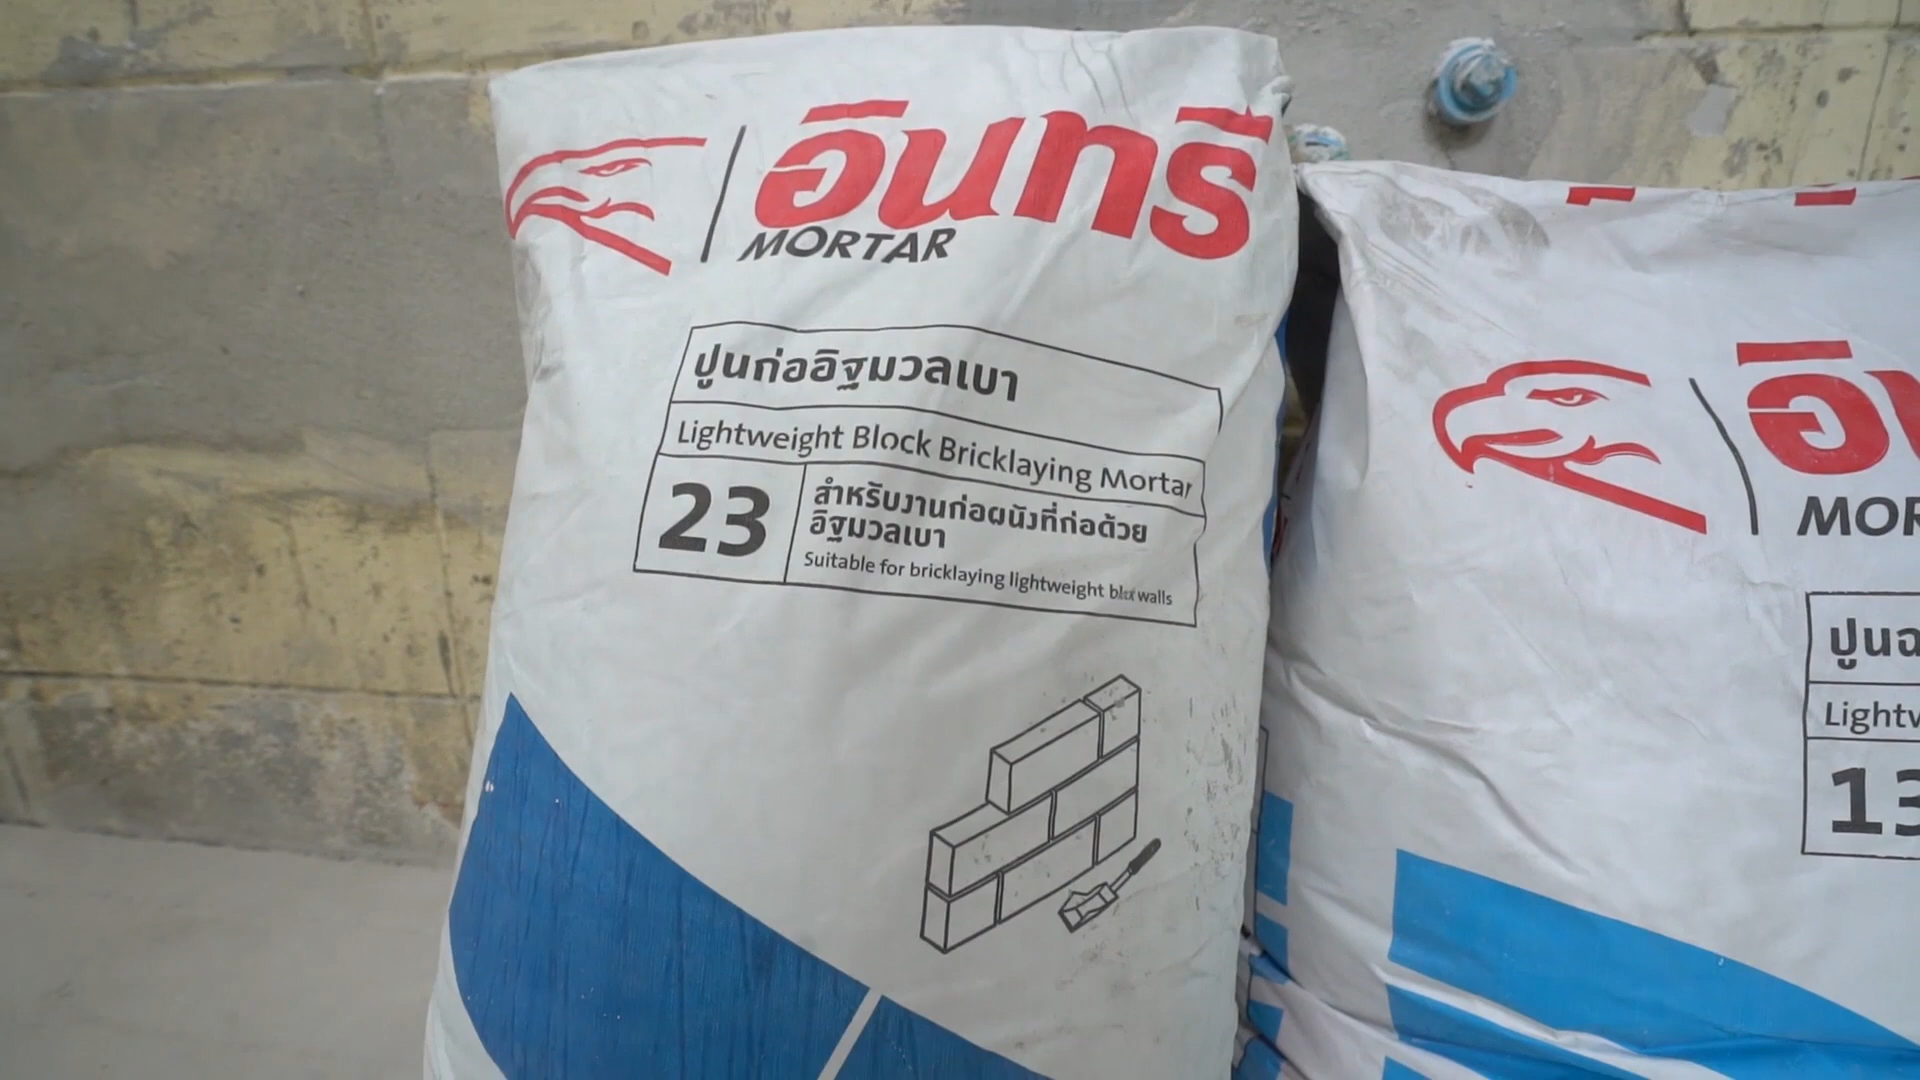 อินทรี
MORTAR
ปูนก่ออิฐมวลเบา
Lightweight Block Bricklaying Mortar
23
สำหรับงานก่อผนังที่ก่อด้วย
อิฐมวลเบา
Suitable for bricklaying lightweight block walls
อิ
MOR
ปูนฉ
Lightw
13